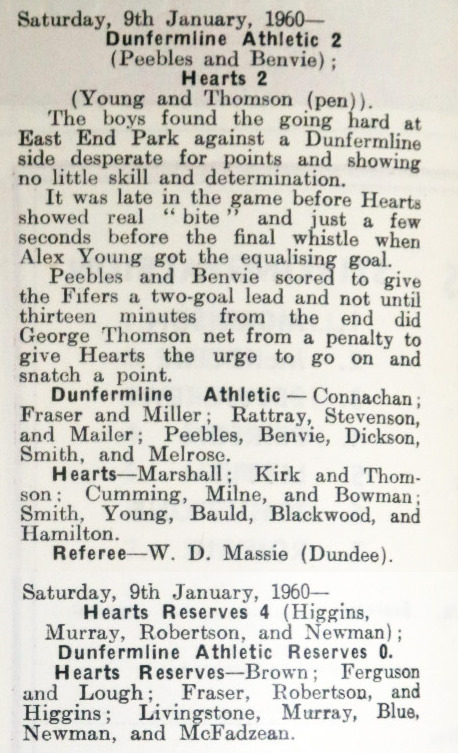 Saturday, 9th January, 1960—
Dunfermline Athletic 2
(Peebles and Benvie) ;
Hearts 2
(Young and Thomson (pen)).
The boys found the going hard at
East End Park against a Dunfermline
side desperate for points and showing
no little skill and determination.
It was late in the game before Hearts
showed real " bite " and just a few
seconds before the final whistle when
Alex Young got the equalising goal.
Peebles and Benvie scored to give
the Fifers a two-goal lead and not until
thirteen minutes from the end did
George Thomson net from a penalty to
give Hearts the urge to go on and
snatch a point.
Dunfermline Athletic — Connachan ;
Fraser and Miller ; Rattray, Stevenson,
and Mailer ; Peebles, Benvie, Dickson,
Smith, and Melrose.
Hearts—Marshall ; Kirk and Thom-
son ; Cumming, Milne, and Bowman ;
Smith, Young, Bauld, Blackwood, and
Hamilton.
Referee—W. D. Massie (Dundee).
Saturday, 9th January, 1960—
Hearts Reserves 4 (Higgins,
Murray, Robertson, and Newman) ;
Dunfermline Athletic Reserves 0.
Hearts Reserves—Brown ; Ferguson
and Lough ; Fraser, Robertson, and
Higgins ; Livingstone, Murray, Blue,
Newman, and McFadzean.